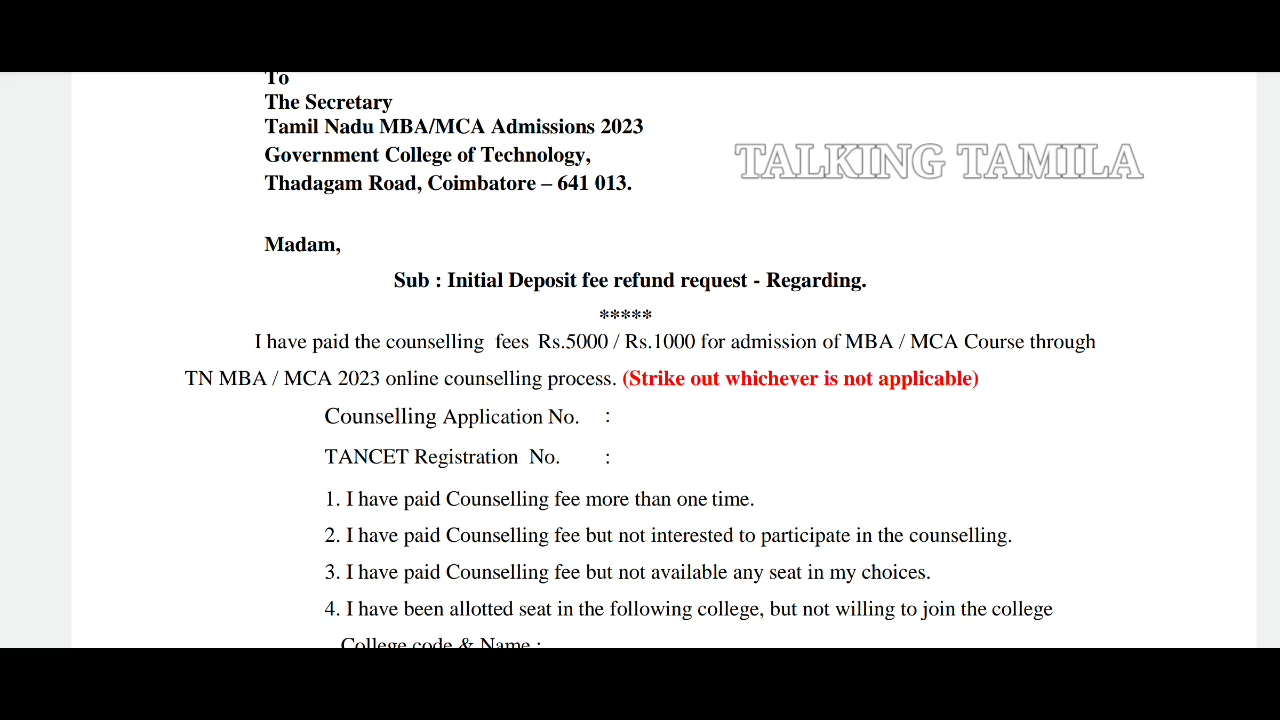 To
The Secretary
Tamil Nadu MBA/MCA Admissions 2023
Government College of Technology,
Thadagam Road, Coimbatore – 641 013.
TALKING TAMILA
Madam,
Sub : Initial Deposit fee refund request - Regarding.
*****
I have paid the counselling fees Rs.5000 / Rs.1000 for admission of MBA / MCA Course through
TN MBA / MCA 2023 online counselling process. (Strike out whichever is not applicable)
Counselling Application No. :
TANCET Registration No. :
1. I have paid Counselling fee more than one time.
2. I have paid Counselling fee but not interested to participate in the counselling.
3. I have paid Counselling fee but not available any seat in my choices.
4. I have been allotted seat in the following college, but not willing to join the college
College code & Name :